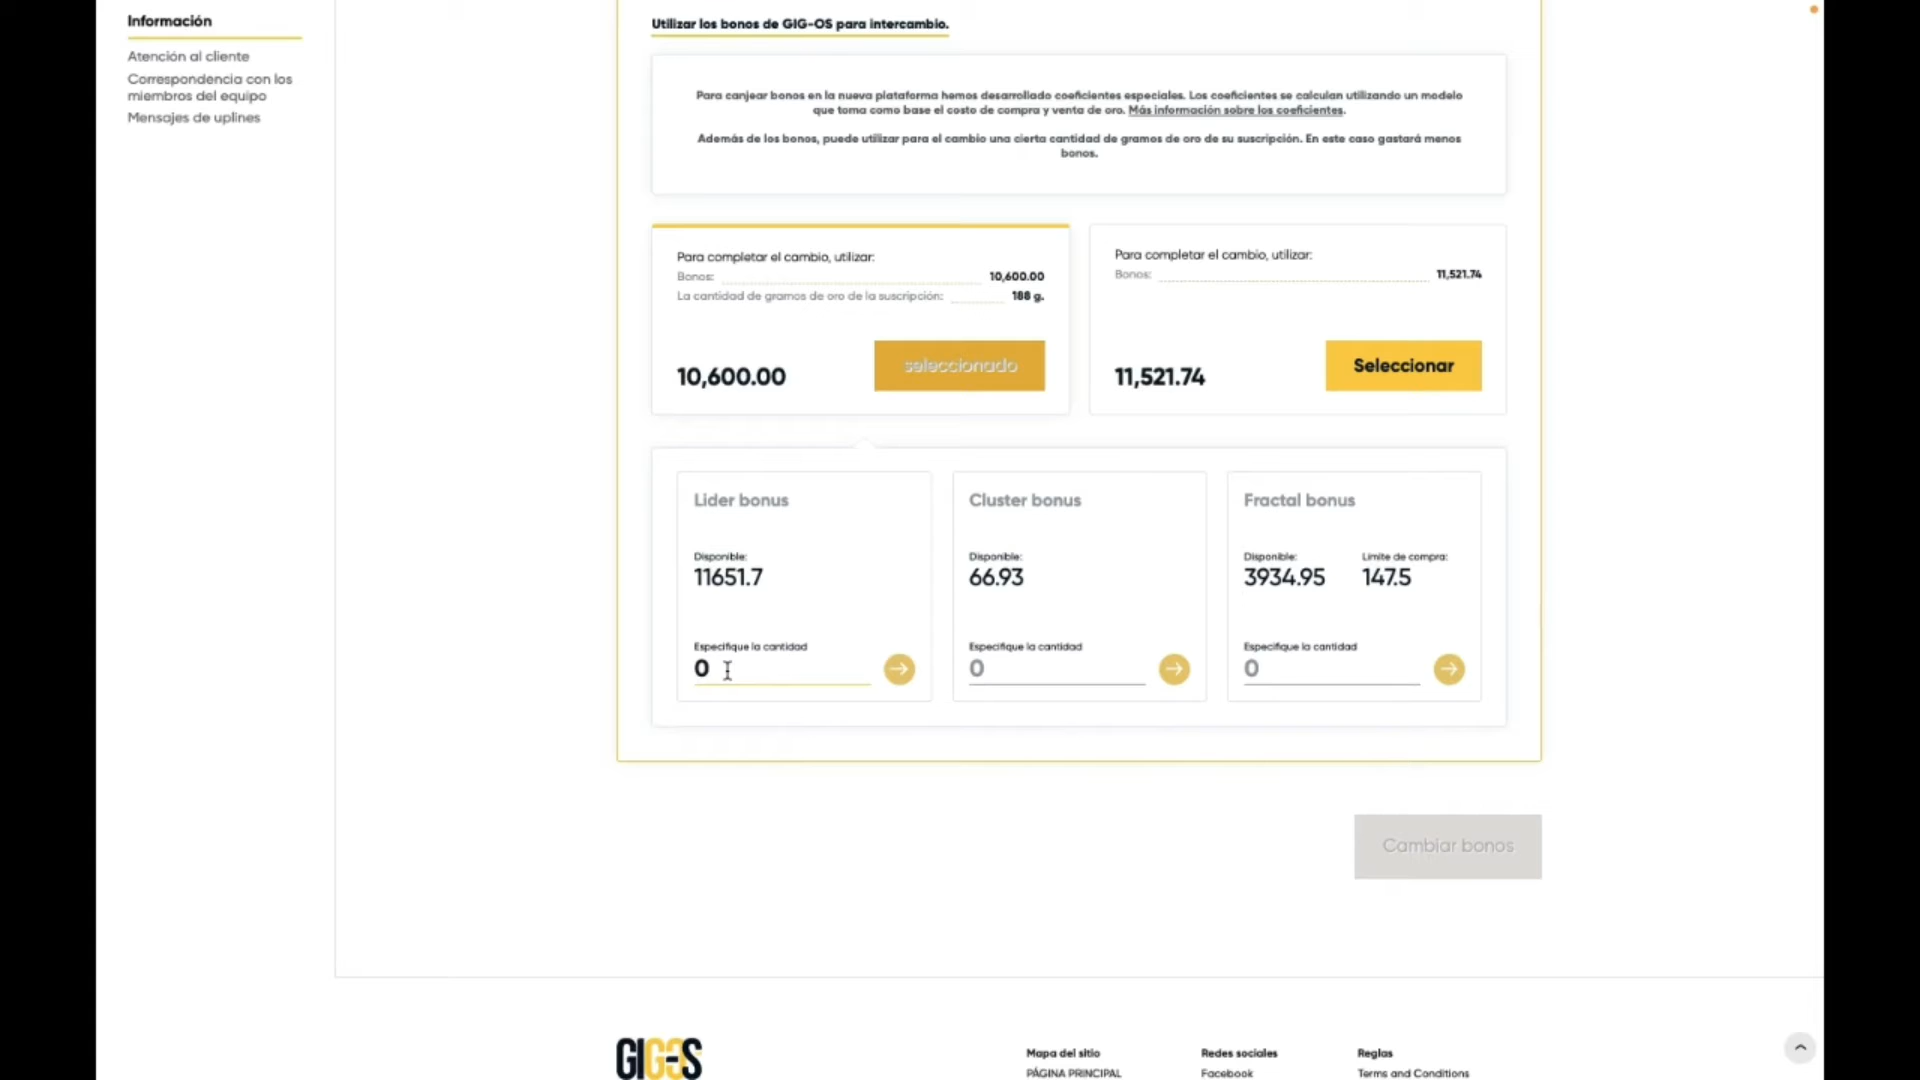 Información
Atención al cliente
Correspondencia con los
miembros del equipo
Mensajes de uplines
Utilizar los bonos de GIG-OS para intercambio.
Para canjear bonos en la nueva plataforma hemos desarrollado coeficientes especiales. Los coeficientes se calculan utilizando un modelo
que toma como base el costo de compra y venta de oro. Más información sobre los coeficientes.
Además de los bonos, puede utilizar para el cambio una cierta cantidad de gramos de oro de su suscripción. En este caso gastará menos
bonos.
Para completar el cambio, utilizar:
Bonos: 10,600.00
La cantidad de gramos de oro de la suscripción: 188 g.
10,600.00
seleccionado
Para completar el cambio, utilizar:
Bonos: 11,521.74
11,521.74
Seleccionar
Lider bonus
Disponible:
11651.7
Especifique la cantidad
0
Cluster bonus
Disponible:
66.93
Especifique la cantidad
0
Fractal bonus
Disponible: Límite de compra:
3934.95 147.5
Especifique la cantidad
0
Cambiar bonos
GIG-OS
Mapa del sitio
PÁGINA PRINCIPAL
Redes sociales
Facebook
Reglas
Terms and Conditions